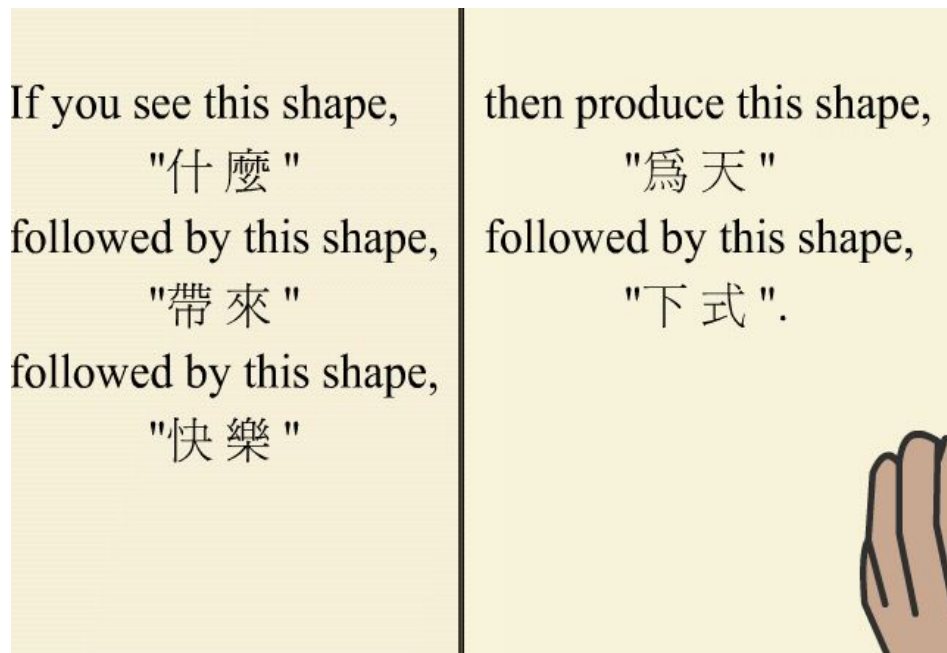 If you see this shape,
"什 麼 "
followed by this shape,
"帶 來 "
followed by this shape,
"快 樂 "
then produce this shape,
"爲 天 "
followed by this shape,
"下 式 ".